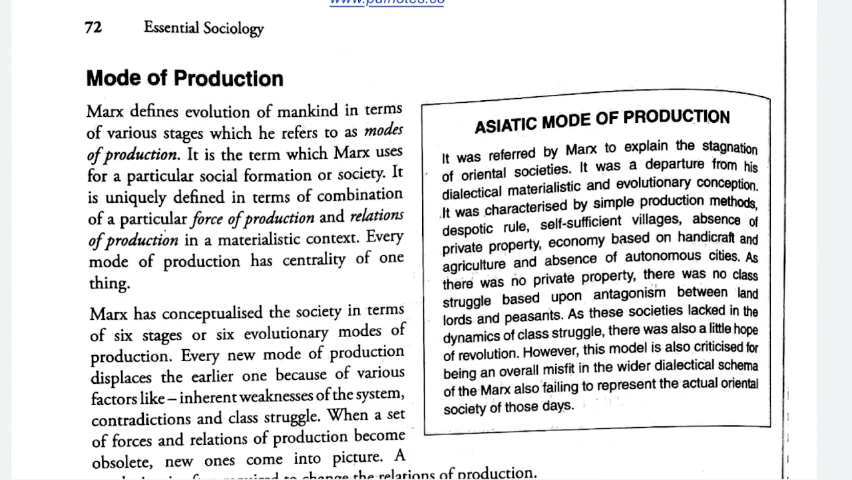 www.pdfnotes.co
72 Essential Sociology
Mode of Production
Marx defines evolution of mankind in terms
of various stages which he refers to as modes
of production. It is the term which Marx uses
for a particular social formation or society. It
is uniquely defined in terms of combination
of a particular force of production and relations
of production in a materialistic context. Every
mode of production has centrality of one
thing.
Marx has conceptualised the society in terms
of six stages or six evolutionary modes of
production. Every new mode of production
displaces the earlier one because of various
factors like – inherent weaknesses of the system,
contradictions and class struggle. When a set
of forces and relations of production become
obsolete, new ones come into picture. A
to change the relations of production.
ASIATIC MODE OF PRODUCTION
It was referred by Marx to explain the stagnation
of oriental societies. It was a departure from his
dialectical materialistic and evolutionary conception.
It was characterised by simple production methods,
despotic rule, self-sufficient villages, absence of
private property, economy based on handicraft and
agriculture and absence of autonomous cities. As
there was no private property, there was no class
struggle based upon antagonism between land
lords and peasants. As these societies lacked in the
dynamics of class struggle, there was also a little hope
of revolution. However, this model is also criticised for
being an overall misfit in the wider dialectical schema
of the Marx also failing to represent the actual oriental
society of those days.